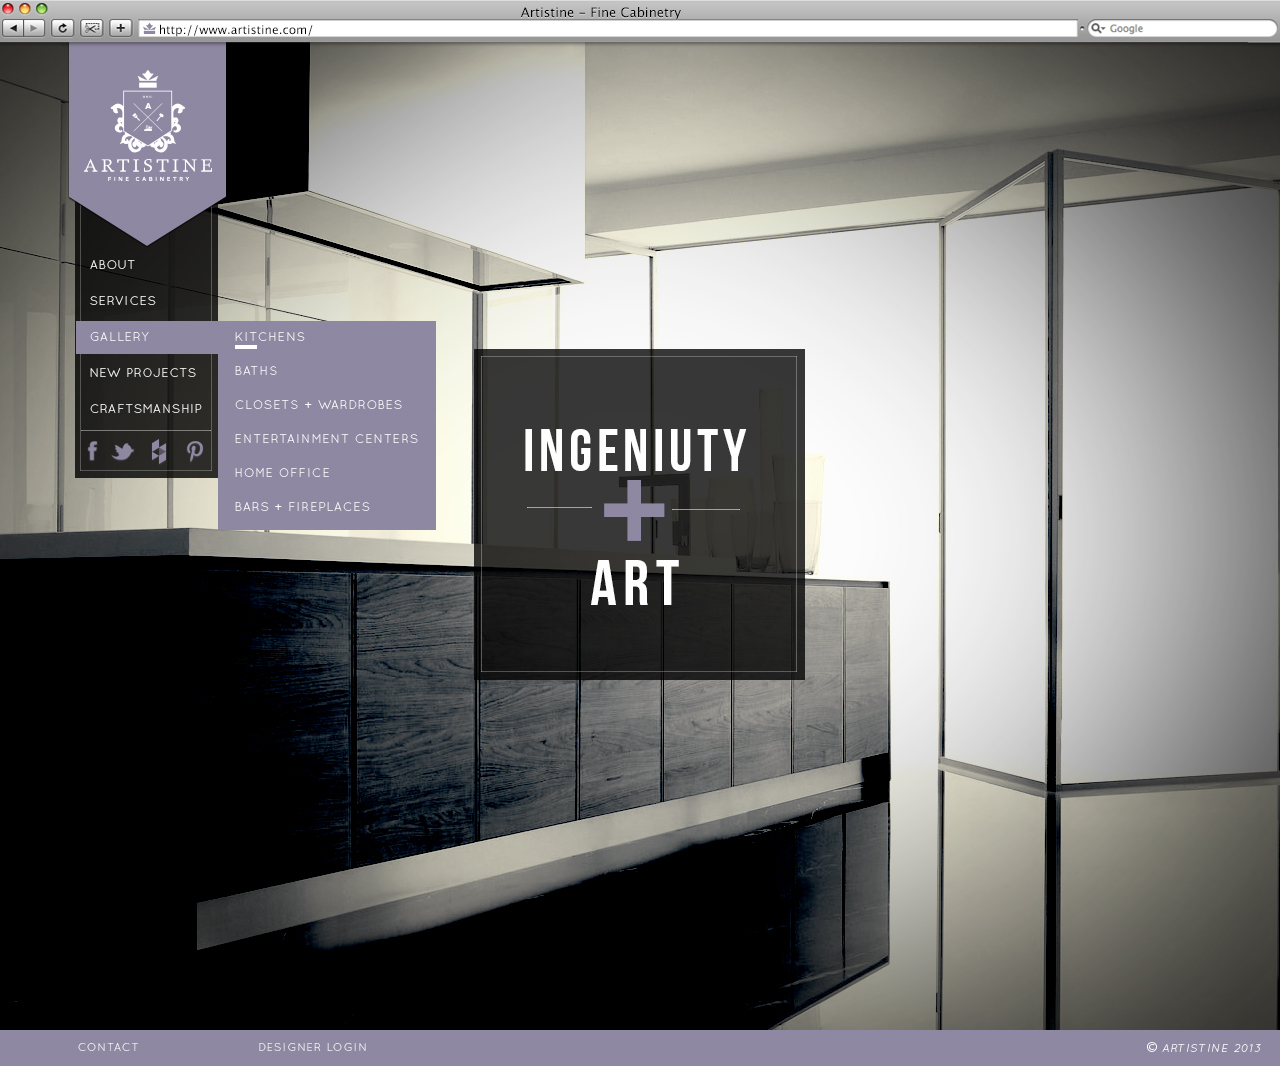 Artistine – Fine Cabinetry
http://www.artistine.com/
Google
A
ARTISTINE
FINE CABINETRY
ABOUT
SERVICES
GALLERY
NEW PROJECTS
CRAFTSMANSHIP
KITCHENS
BATHS
CLOSETS + WARDROBES
ENTERTAINMENT CENTERS
HOME OFFICE
BARS + FIREPLACES
INGENIUTY
+
ART
CONTACT
DESIGNER LOGIN
© ARTISTINE 2013